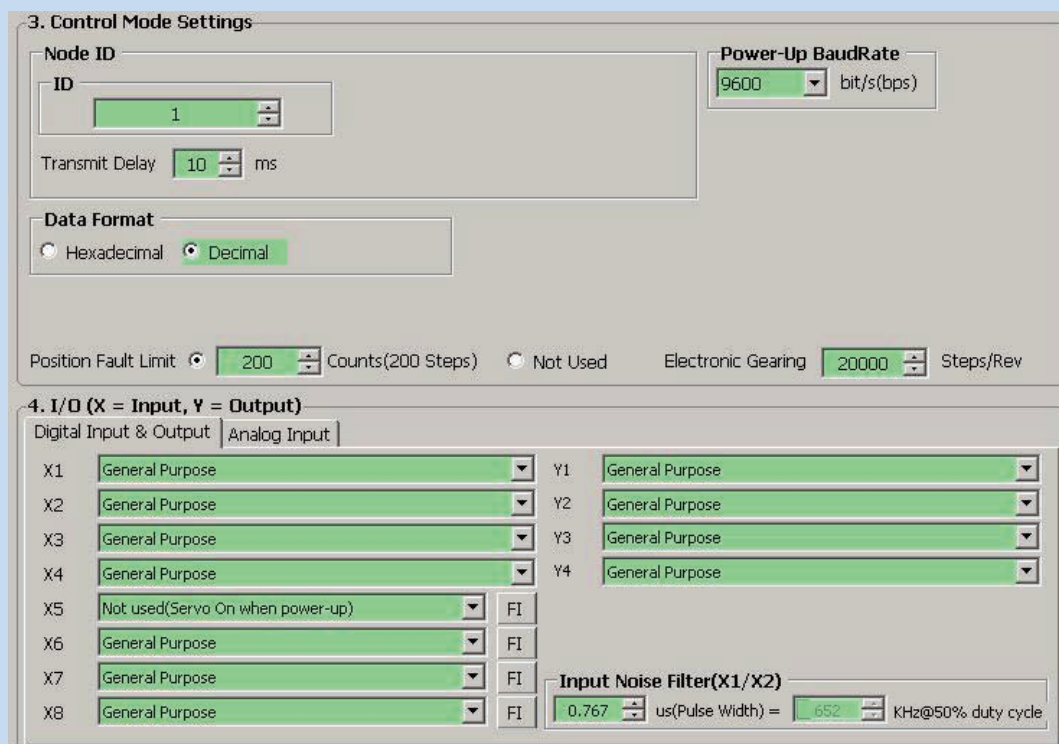 3. Control Mode Settings
Node ID
Power-Up BaudRate
ID
9600 bit/s(bps)
1
Transmit Delay 10 ms
Data Format
Hexadecimal Decimal
Position Fault Limit 200 Counts(200 Steps) Not Used Electronic Gearing 20000 Steps/Rev
4. I/O (X = Input, Y = Output)
Digital Input & Output Analog Input
X1 General Purpose Y1 General Purpose
X2 General Purpose Y2 General Purpose
X3 General Purpose Y3 General Purpose
X4 General Purpose Y4 General Purpose
X5 Not used(Servo On when power-up) FI
X6 General Purpose FI
X7 General Purpose FI
Input Noise Filter(X1/X2)
X8 General Purpose FI
0.767 us(Pulse Width) = 652 KHz@50% duty cycle